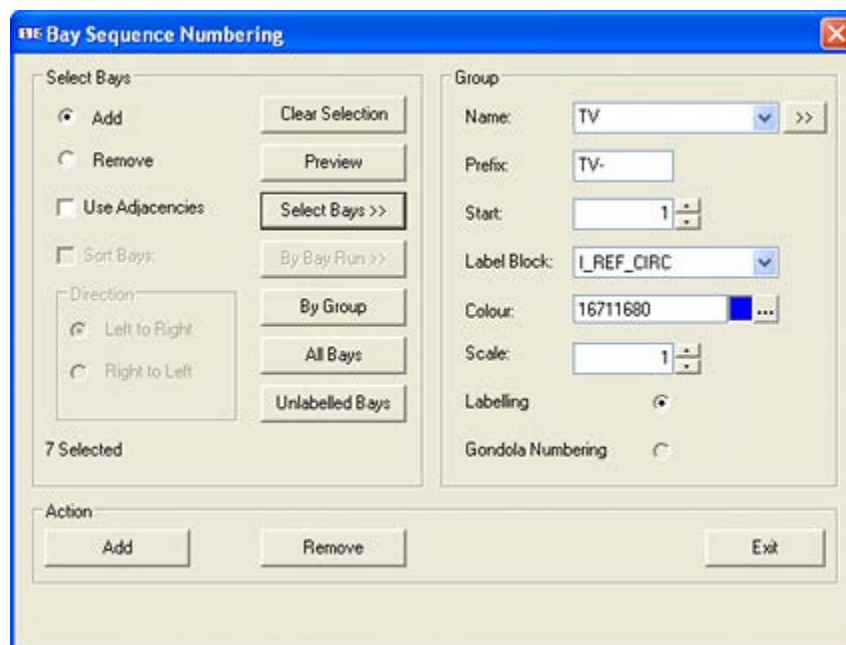 Bay Sequence Numbering
Select Bays
Add
Remove
Use Adjacencies
Sort Bays:
Direction
Left to Right
Right to Left
7 Selected
Clear Selection
Preview
Select Bays >>
By Bay Run >>
By Group
All Bays
Unlabelled Bays
Group
Name: TV >>
Prefix: TV-
Start: 1
Label Block: I_REF_CIRC
Colour: 16711680 ...
Scale: 1
Labelling
Gondola Numbering
Action
Add Remove Exit